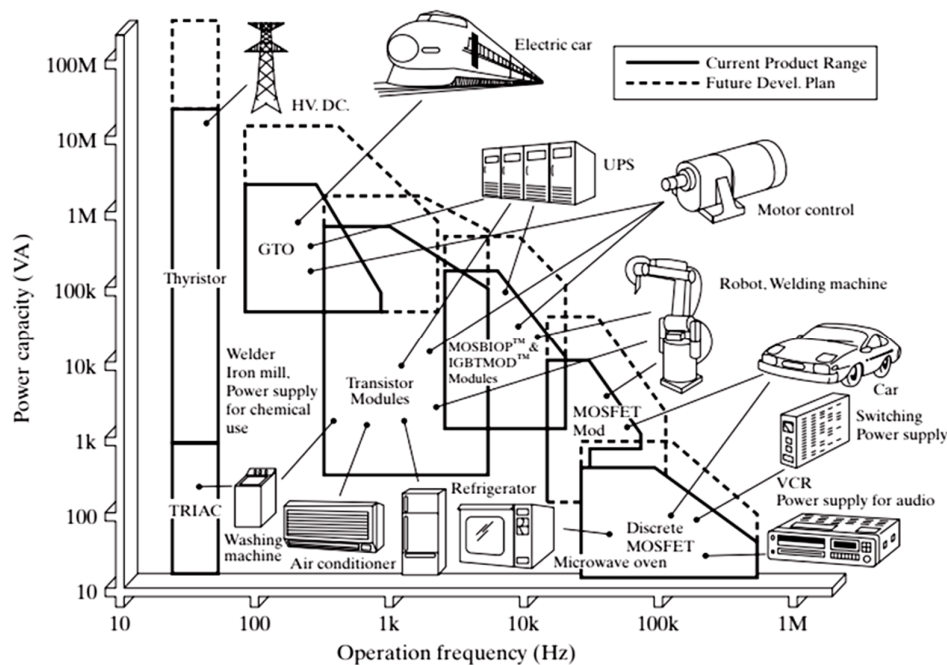 Electric car
Current Product Range
Future Devel. Plan
100M
HV. DC.
10M
UPS
1M
Motor control
GTO
Thyristor
Power capacity (VA)
100k
Robot, Welding machine
MOSBIOP™ &
IGBTMOD™
Modules
Welder
Iron mill,
Power supply
for chemical
use
10k
Transistor
Modules
Car
MOSFET
Mod
Switching
Power supply
1k
Refrigerator
VCR
Power supply for audio
100
TRIAC
Washing
machine
Air conditioner
Discrete
MOSFET
Microwave oven
10
10
100
1k
10k
100k
1M
Operation frequency (Hz)